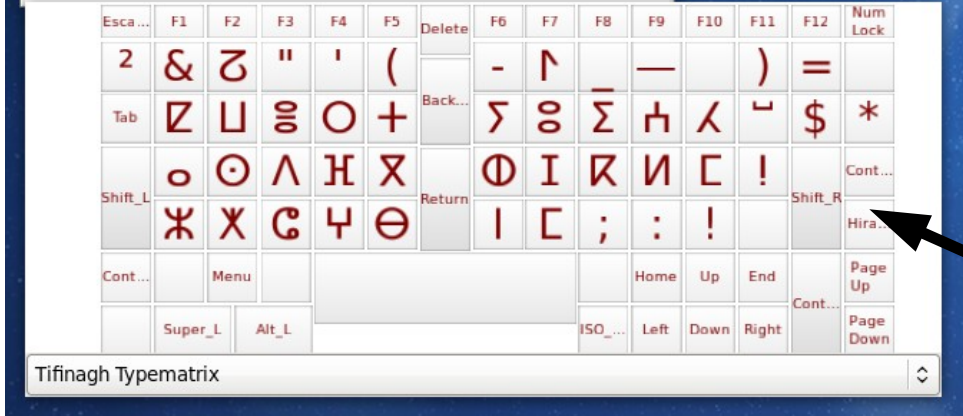 Esca... F1 F2 F3 F4 F5 Delete F6 F7 F8 F9 F10 F11 F12 Num Lock
² & ⵒ " ' ( - ⵏ _ — ) =
Tab ⵇ ⵡ ⴻ ⵔ ⵜ Back... ⵢ ⵓ ⵉ ⵄ ⵃ ␣ $ *
Shift_L ⴰ ⵙ ⴷ ⴼ ⴳ Return ⵀ ⵊ ⴽ ⵍ ⵎ ! Shift_R Cont...
ⵣ ⵅ ⵛ ⵖ ⴱ ⵏ ⵎ ; : ! Hira...
Cont... Menu Home Up End Cont... Page Up
Super_L Alt_L ISO_... Left Down Right Page Down
Tifinagh Typematrix